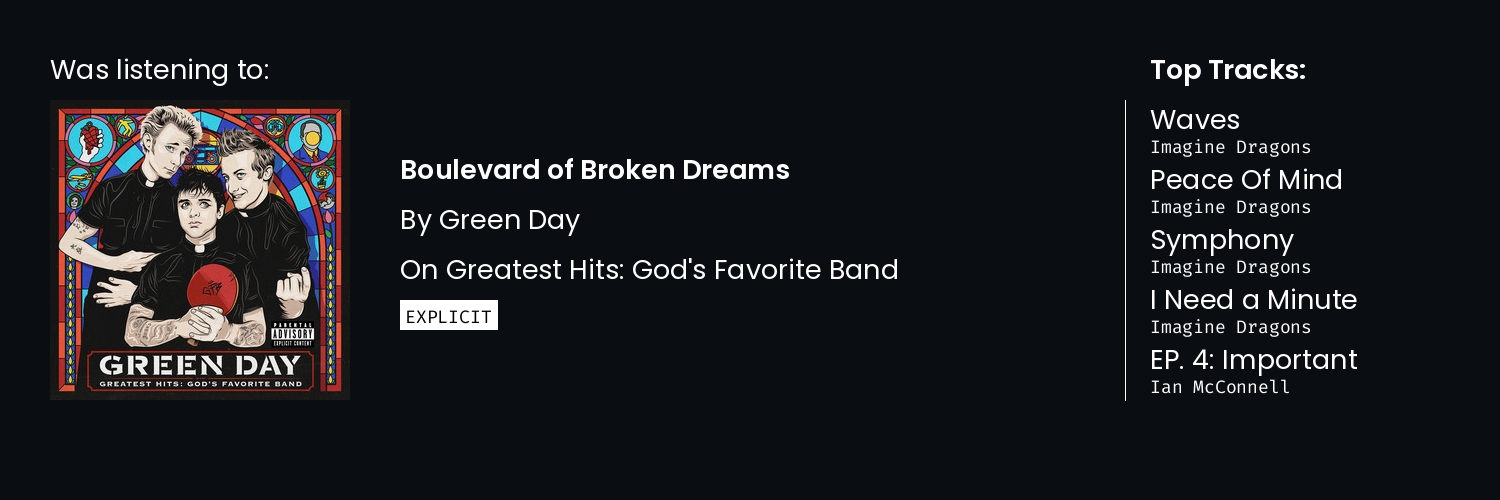 Was listening to:
PARENTAL
ADVISORY
EXPLICIT CONTENT
GREEN DAY
GREATEST HITS: GOD'S FAVORITE BAND
Boulevard of Broken Dreams
By Green Day
On Greatest Hits: God's Favorite Band
EXPLICIT
Top Tracks:
Waves
Imagine Dragons
Peace Of Mind
Imagine Dragons
Symphony
Imagine Dragons
I Need a Minute
Imagine Dragons
EP. 4: Important
Ian McConnell